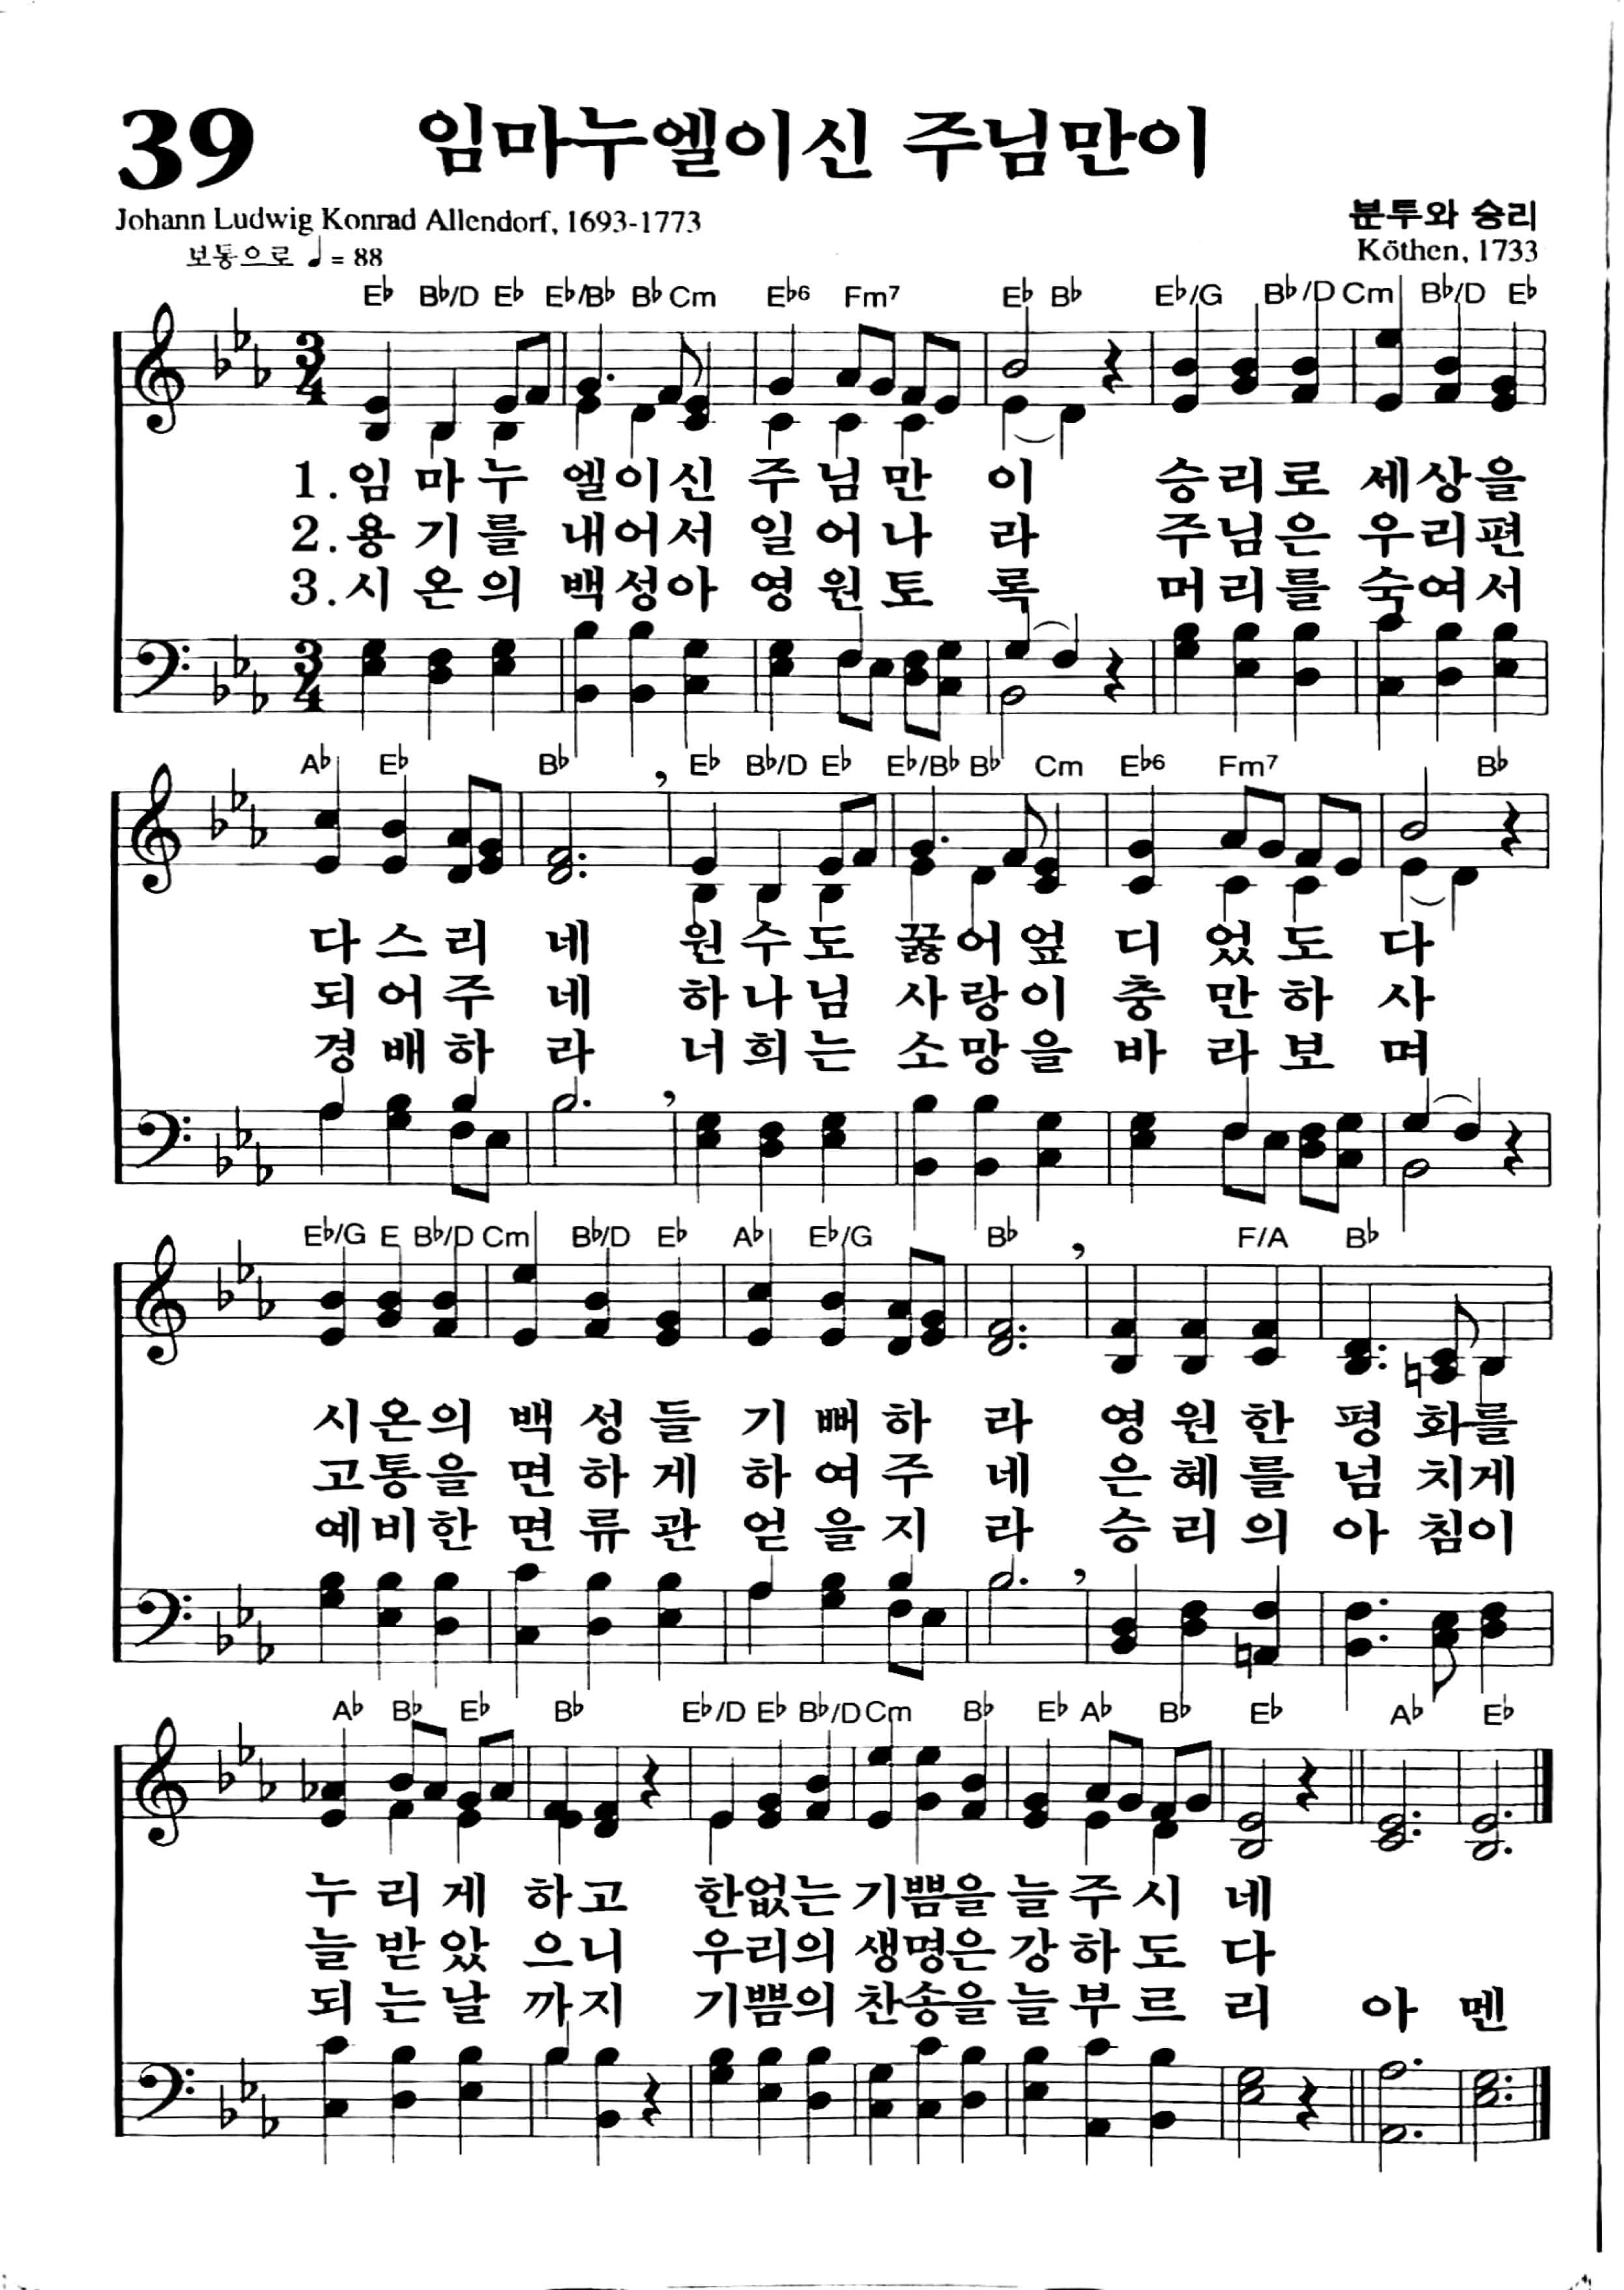 39 임마누엘이신 주님만이
Johann Ludwig Konrad Allendorf, 1693-1773
분투와 승리
보통으로 ♩= 88
Köthen, 1733
E♭ B♭/D E♭ E♭/B♭ B♭ Cm E♭6 Fm7 E♭ B♭ E♭/G B♭/D Cm B♭/D E♭
3/4
1.임 마 누 엘이신 주 님 만 이 승리로 세상을
2.용 기 를 내어서 일 어 나 라 주님은 우리편
3.시 온 의 백성아 영 원 토 록 머리를 숙여서
3/4
A♭ E♭ B♭ E♭ B♭/D E♭ E♭/B♭ B♭ Cm E♭6 Fm7 B♭
다 스 리 네 원수도 꿇어엎 디 었 도 다
되 어 주 네 하나님 사랑이 충 만 하 사
경 배 하 라 너희는 소망을 바 라 보 며
E♭/G E B♭/D Cm B♭/D E♭ A♭ E♭/G B♭ F/A B♭
시온의 백 성 들 기 뻐 하 라 영 원 한 평 화를
고통을 면 하 게 하 여 주 네 은 혜 를 넘 치게
예비한 면 류 관 얻 을 지 라 승 리 의 아 침이
A♭ B♭ E♭ B♭ E♭/D E♭ B♭/D Cm B♭ E♭ A♭ B♭ E♭ A♭ E♭
누 리 게 하고 한없는 기쁨을 늘 주 시 네
늘 받 았 으니 우리의 생명은 강 하 도 다
되 는 날 까지 기쁨의 찬송을 늘 부 르 리 아 멘